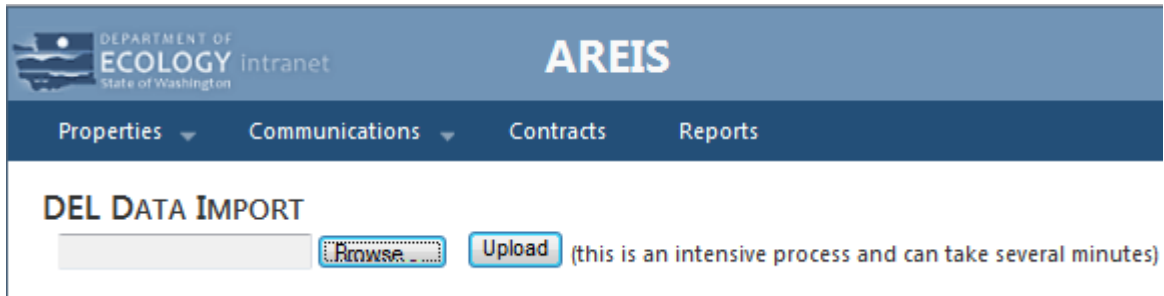 DEPARTMENT OF
ECOLOGY intranet
State of Washington
AREIS
Properties Communications Contracts Reports
DEL DATA IMPORT
Browse... Upload (this is an intensive process and can take several minutes)